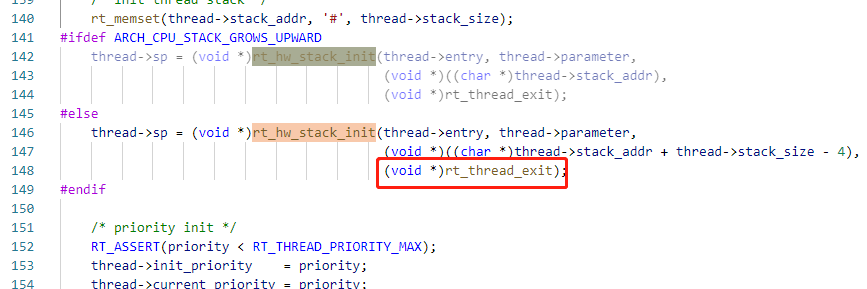 139 /* init thread stack */
140 rt_memset(thread->stack_addr, '#', thread->stack_size);
141 #ifdef ARCH_CPU_STACK_GROWS_UPWARD
142 thread->sp = (void *)rt_hw_stack_init(thread->entry, thread->parameter,
143 (void *)((char *)thread->stack_addr),
144 (void *)rt_thread_exit);
145 #else
146 thread->sp = (void *)rt_hw_stack_init(thread->entry, thread->parameter,
147 (void *)((char *)thread->stack_addr + thread->stack_size - 4),
148 (void *)rt_thread_exit);
149 #endif
150
151 /* priority init */
152 RT_ASSERT(priority < RT_THREAD_PRIORITY_MAX);
153 thread->init_priority = priority;
154 thread->current_priority = priority;